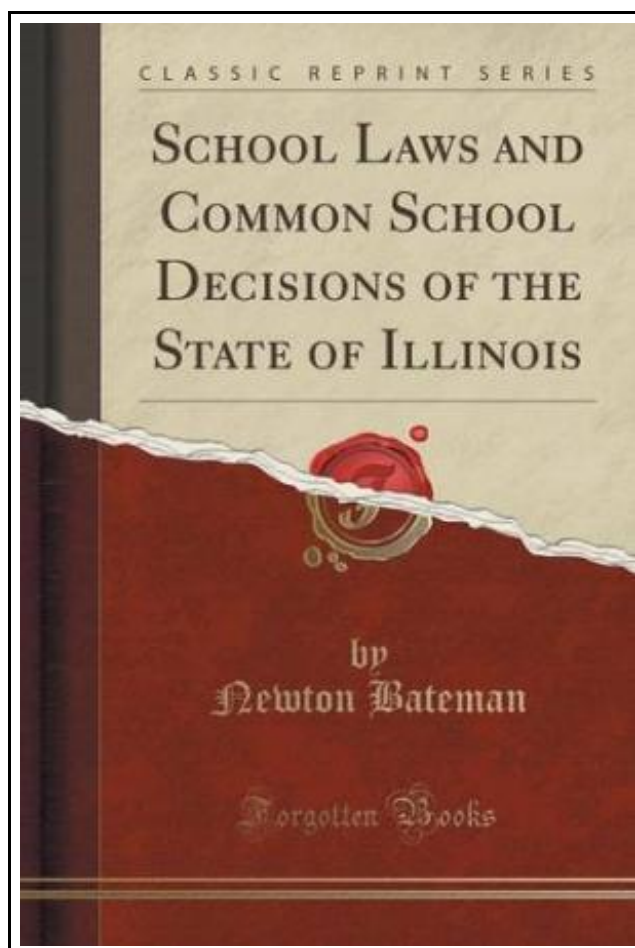 CLASSIC REPRINT SERIES
SCHOOL LAWS AND
COMMON SCHOOL
DECISIONS OF THE
STATE OF ILLINOIS
by
Newton Bateman
Forgotten Books